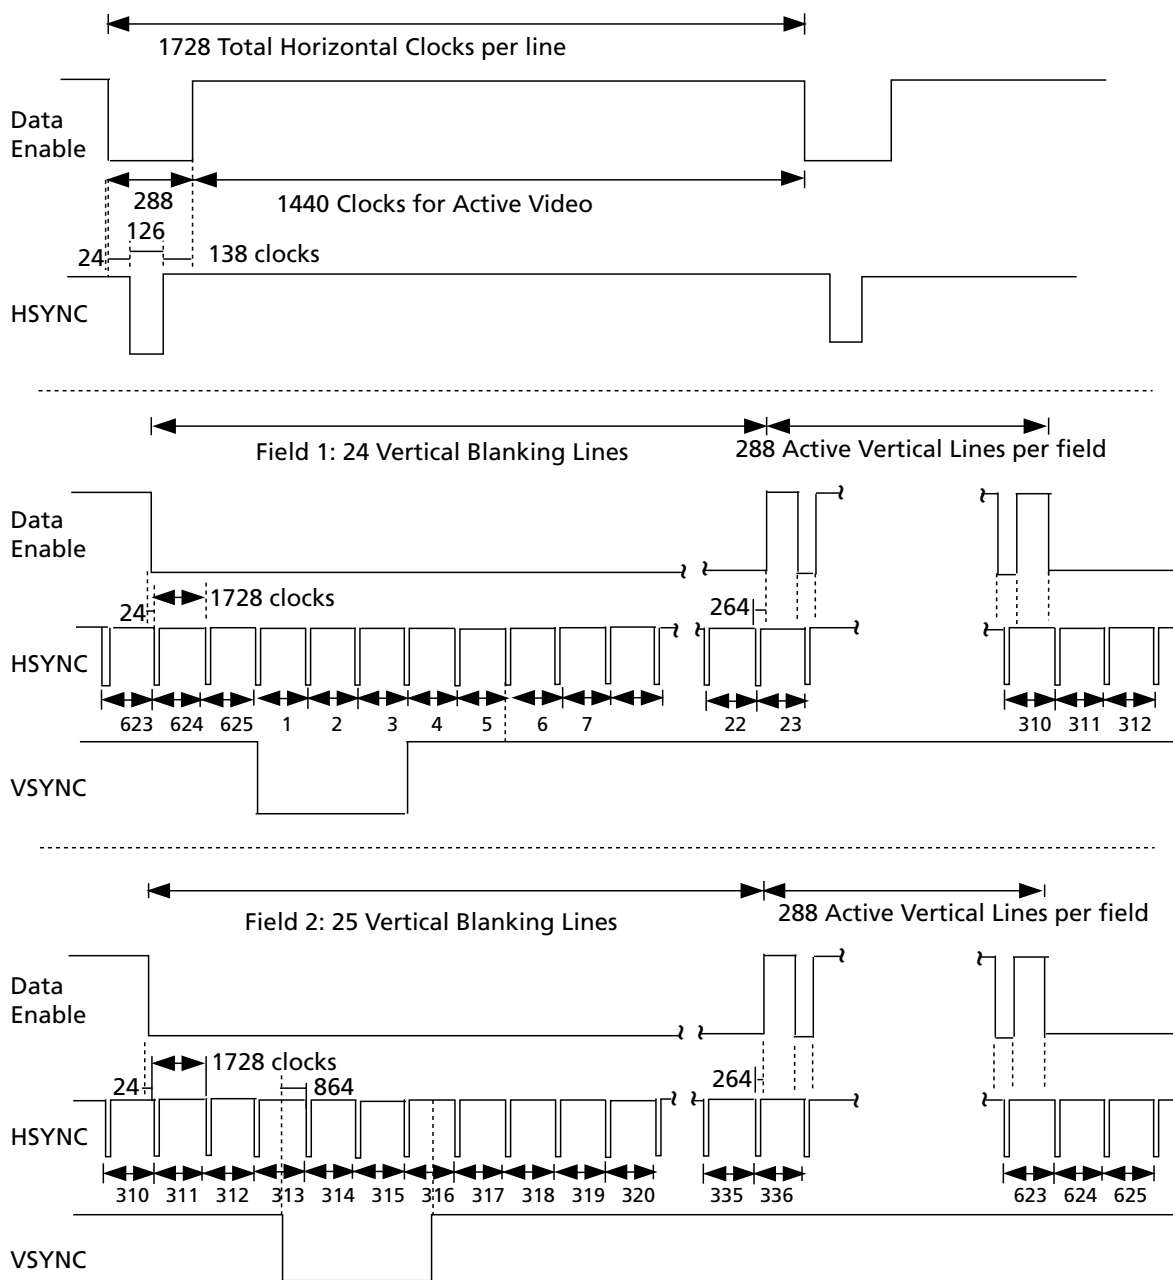 1728 Total Horizontal Clocks per line
Data
Enable
288
1440 Clocks for Active Video
126
24
138 clocks
HSYNC
Field 1: 24 Vertical Blanking Lines
288 Active Vertical Lines per field
Data
Enable
24
1728 clocks
264
HSYNC
623 624 625 1 2 3 4 5 6 7 22 23 310 311 312
VSYNC
Field 2: 25 Vertical Blanking Lines
288 Active Vertical Lines per field
Data
Enable
24
1728 clocks
864
264
HSYNC
310 311 312 313 314 315 316 317 318 319 320 335 336 623 624 625
VSYNC